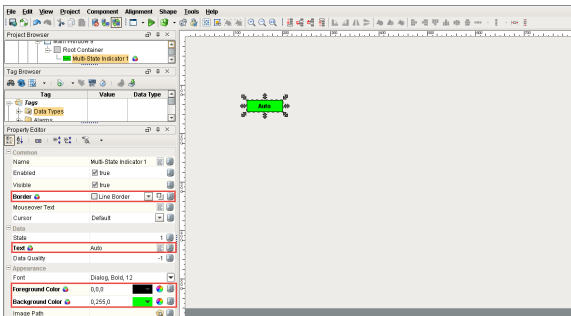 File Edit View Project Component Alignment Shape Tools Help
Project Browser
Root Container
Multi-State Indicator 1
Tag Browser
Tag Value Data Type
Tags
Data Types
Alarms
Property Editor
Common
Name Multi-State Indicator 1
Enabled true
Visible true
Border Line Border
Mouseover Text
Cursor Default
Data
State 1
Text Auto
Data Quality -1
Appearance
Font Dialog, Bold, 12
Foreground Color 0,0,0
Background Color 0,255,0
Image Path
Auto